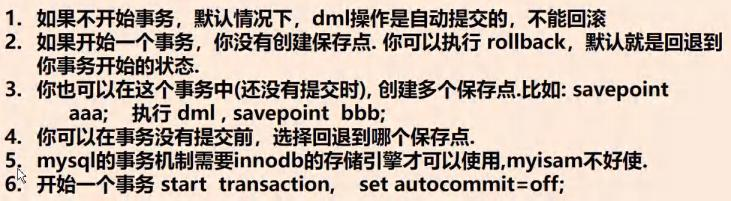 1. 如果不开始事务，默认情况下，dml操作是自动提交的，不能回滚
2. 如果开始一个事务，你没有创建保存点. 你可以执行 rollback，默认就是回退到
你事务开始的状态.
3. 你也可以在这个事务中(还没有提交时), 创建多个保存点.比如: savepoint
aaa; 执行 dml , savepoint bbb;
4. 你可以在事务没有提交前，选择回退到哪个保存点.
5. mysql的事务机制需要innodb的存储引擎才可以使用,myisam不好使.
6. 开始一个事务 start transaction, set autocommit=off;